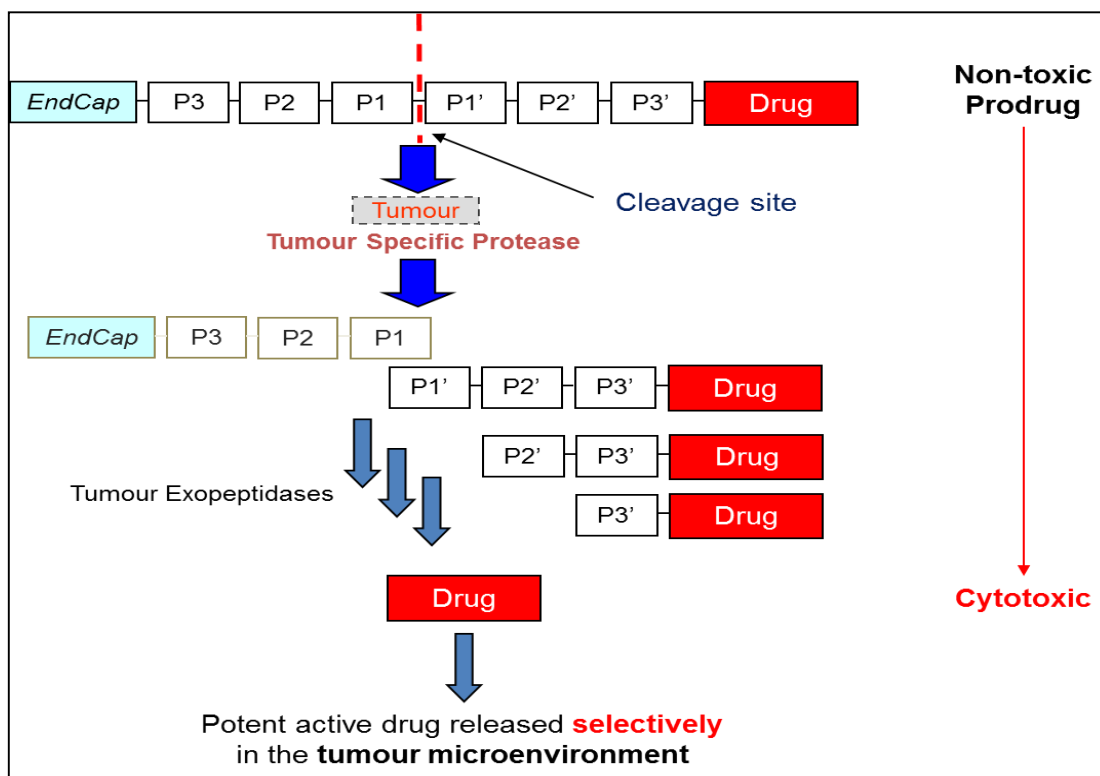 Non-toxic
Prodrug
EndCap P3 P2 P1 P1’ P2’ P3’ Drug
Cleavage site
Tumour
Tumour Specific Protease
EndCap P3 P2 P1
P1’ P2’ P3’ Drug
P2’ P3’ Drug
Tumour Exopeptidases
P3’ Drug
Drug
Cytotoxic
Potent active drug released selectively
in the tumour microenvironment